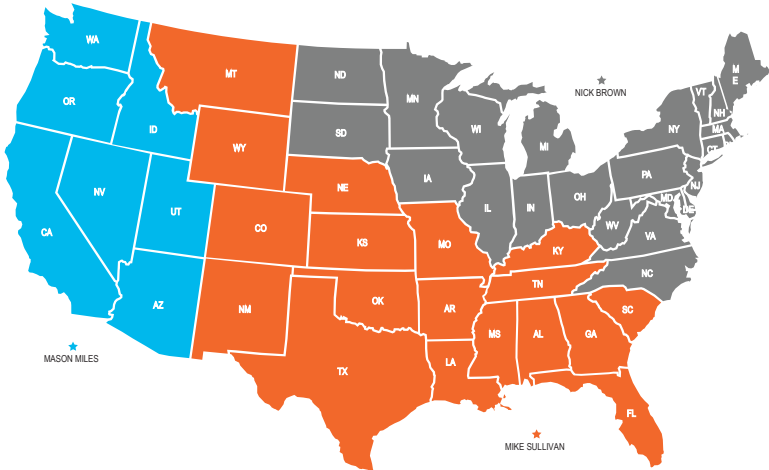 WA
MT
ND
MN
NICK BROWN
M
E
VT
NH
OR
ID
SD
WI
MI
NY
MA
CT
WY
IA
PA
NE
NJ
NV
UT
CO
KS
MO
IL
IN
OH
MD
DE
WV
VA
CA
KY
NC
AZ
NM
OK
AR
TN
SC
MS
AL
GA
LA
TX
FL
MASON MILES
MIKE SULLIVAN